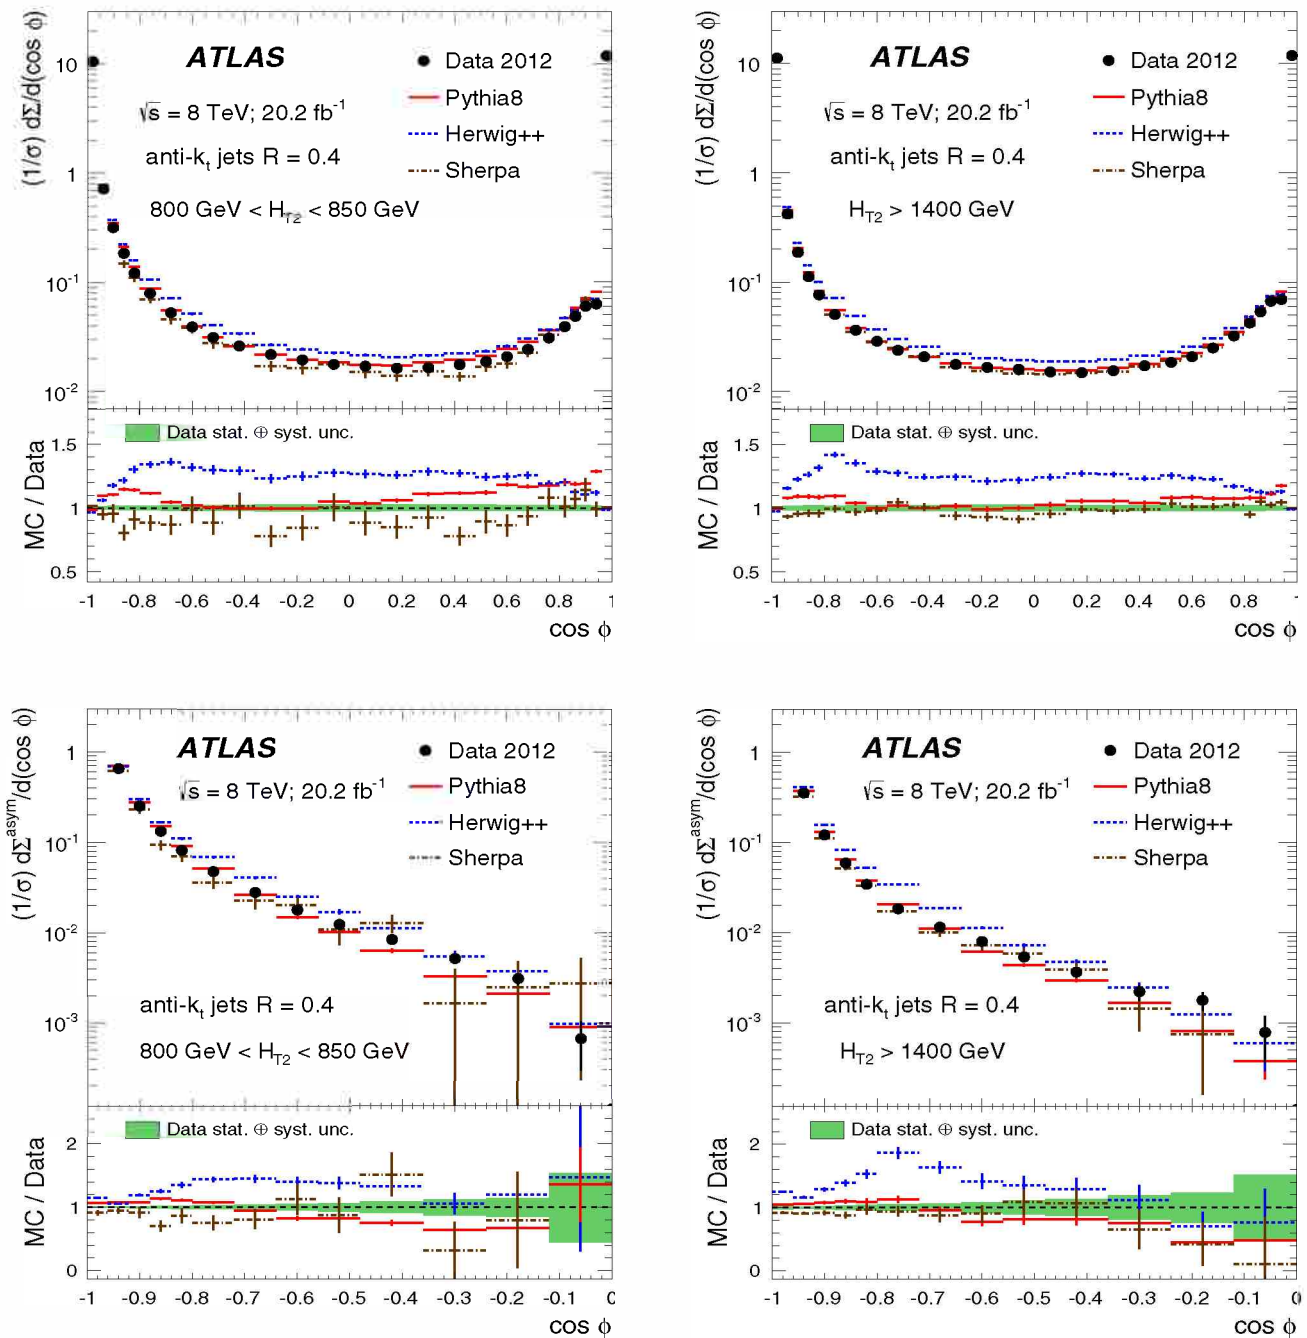 (1/σ) dΣ/d(cos φ)
ATLAS
Data 2012
Pythia8
Herwig++
Sherpa
√s = 8 TeV; 20.2 fb⁻¹
anti-kₜ jets R = 0.4
800 GeV < H_T2 < 850 GeV
10
1
10⁻¹
10⁻²
MC / Data
Data stat. ⊕ syst. unc.
1.5
1
0.5
-1 -0.8 -0.6 -0.4 -0.2 0 0.2 0.4 0.6 0.8 1
cos φ
(1/σ) dΣ/d(cos φ)
ATLAS
Data 2012
Pythia8
Herwig++
Sherpa
√s = 8 TeV; 20.2 fb⁻¹
anti-kₜ jets R = 0.4
H_T2 > 1400 GeV
10
1
10⁻¹
10⁻²
MC / Data
Data stat. ⊕ syst. unc.
1.5
1
0.5
-1 -0.8 -0.6 -0.4 -0.2 0 0.2 0.4 0.6 0.8 1
cos φ
(1/σ) dΣ^asym/d(cos φ)
ATLAS
Data 2012
Pythia8
Herwig++
Sherpa
√s = 8 TeV; 20.2 fb⁻¹
anti-kₜ jets R = 0.4
800 GeV < H_T2 < 850 GeV
1
10⁻¹
10⁻²
10⁻³
MC / Data
Data stat. ⊕ syst. unc.
2
1
0
-1 -0.9 -0.8 -0.7 -0.6 -0.5 -0.4 -0.3 -0.2 -0.1 0
cos φ
(1/σ) dΣ^asym/d(cos φ)
ATLAS
Data 2012
Pythia8
Herwig++
Sherpa
√s = 8 TeV; 20.2 fb⁻¹
anti-kₜ jets R = 0.4
H_T2 > 1400 GeV
1
10⁻¹
10⁻²
10⁻³
MC / Data
Data stat. ⊕ syst. unc.
2
1
0
-1 -0.9 -0.8 -0.7 -0.6 -0.5 -0.4 -0.3 -0.2 -0.1 0
cos φ